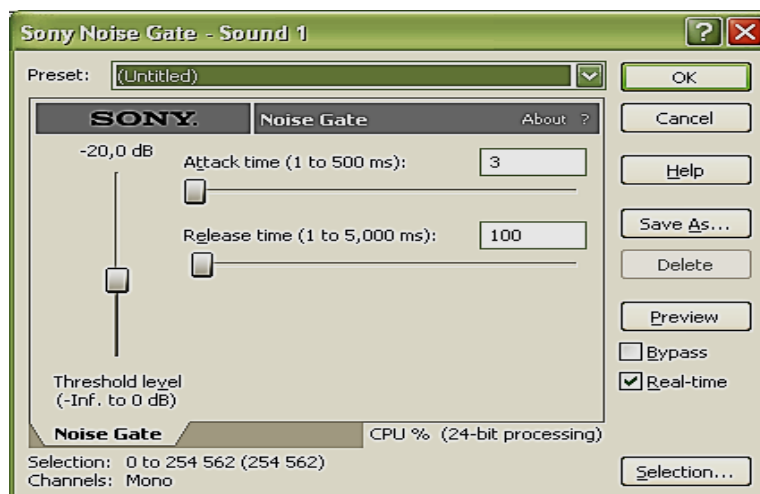 Sony Noise Gate - Sound 1
Preset: (Untitled)
OK
SONY. Noise Gate About ?
Cancel
-20,0 dB
Attack time (1 to 500 ms): 3
Help
Release time (1 to 5,000 ms): 100
Save As...
Delete
Preview
Bypass
Threshold level
(-Inf. to 0 dB)
Real-time
Noise Gate
CPU % (24-bit processing)
Selection: 0 to 254 562 (254 562)
Channels: Mono
Selection...